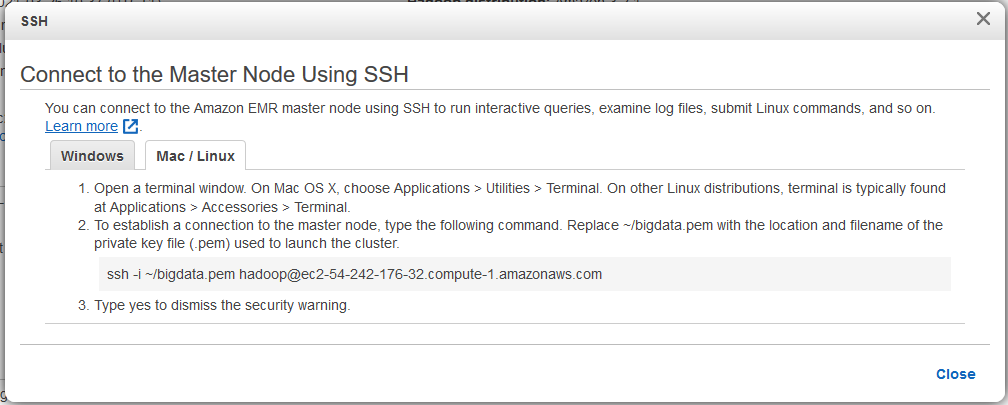 SSH
Connect to the Master Node Using SSH
You can connect to the Amazon EMR master node using SSH to run interactive queries, examine log files, submit Linux commands, and so on.
Learn more .
Windows
Mac / Linux
1. Open a terminal window. On Mac OS X, choose Applications > Utilities > Terminal. On other Linux distributions, terminal is typically found
at Applications > Accessories > Terminal.
2. To establish a connection to the master node, type the following command. Replace ~/bigdata.pem with the location and filename of the
private key file (.pem) used to launch the cluster.
ssh -i ~/bigdata.pem hadoop@ec2-54-242-176-32.compute-1.amazonaws.com
3. Type yes to dismiss the security warning.
Close